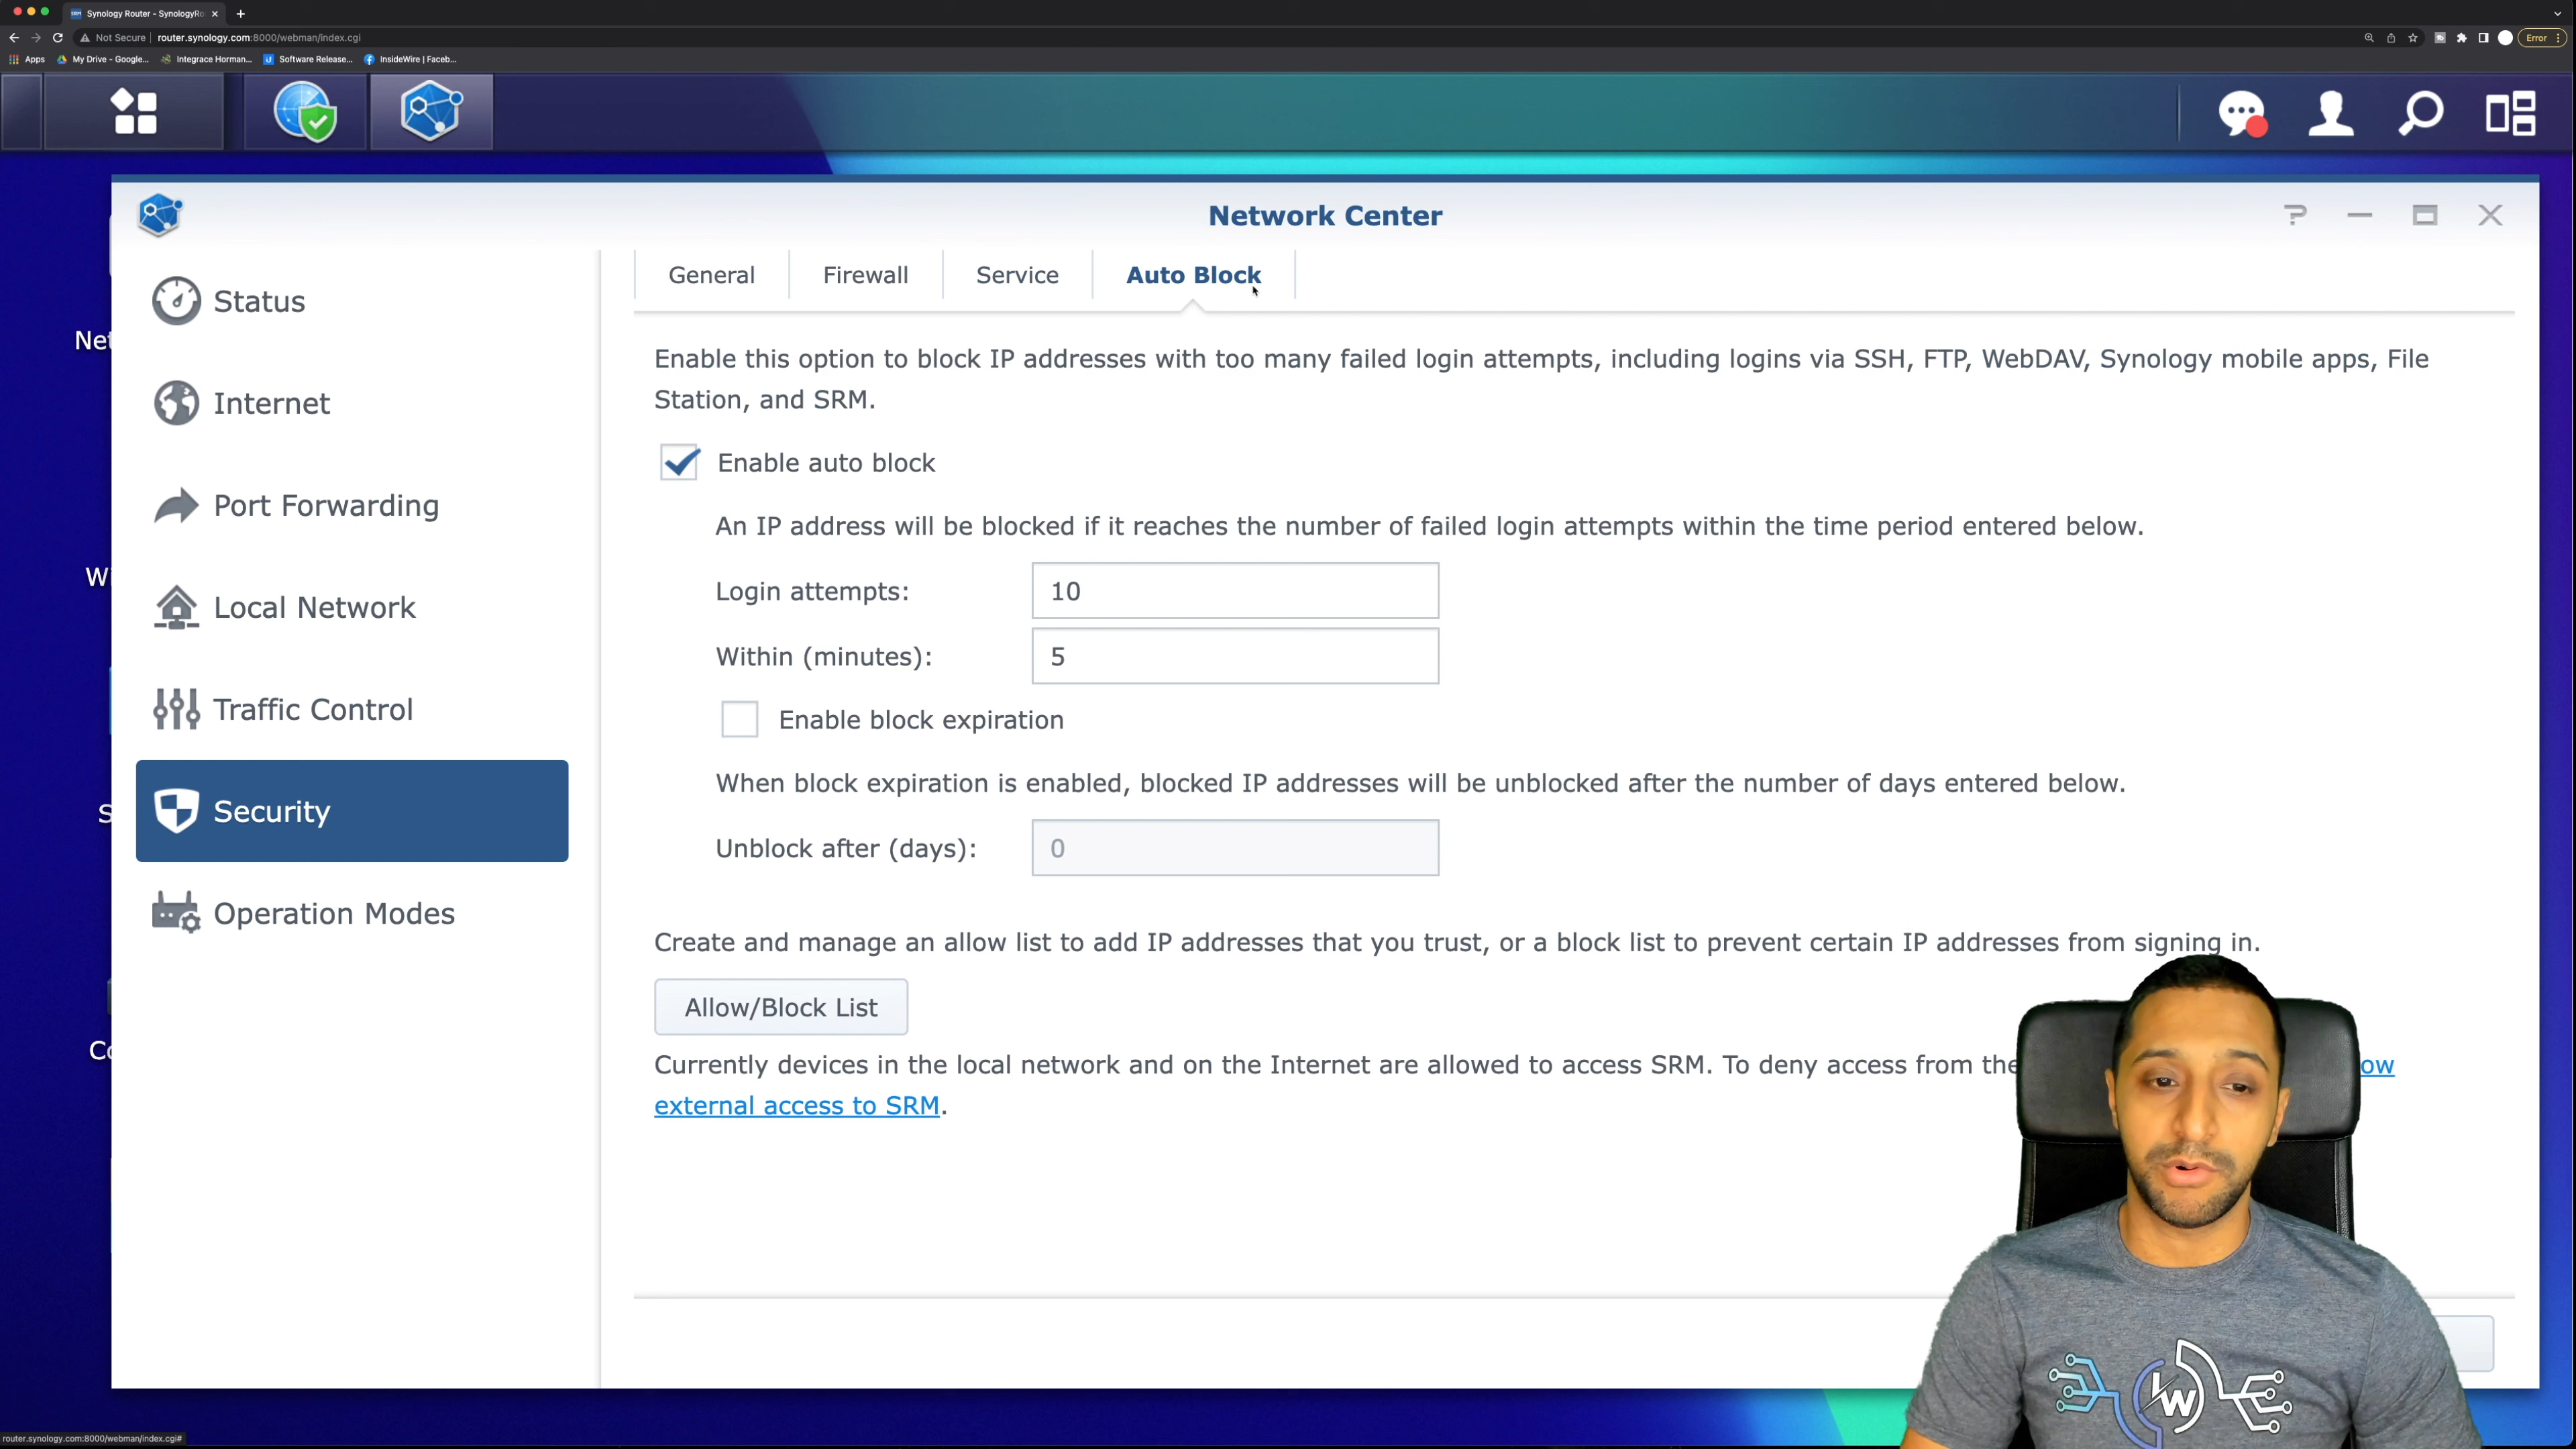 Synology Router - SynologyRo
Not Secure
router.synology.com:8000/webman/index.cgi
Error
Apps
My Drive - Google...
Integrace Horman...
Software Release...
InsideWire | Faceb...
Network Center
General
Firewall
Service
Auto Block
Status
Internet
Port Forwarding
Local Network
Traffic Control
Security
Operation Modes
Net
Wi
S
Co
Enable this option to block IP addresses with too many failed login attempts, including logins via SSH, FTP, WebDAV, Synology mobile apps, File
Station, and SRM.
Enable auto block
An IP address will be blocked if it reaches the number of failed login attempts within the time period entered below.
Login attempts: 10
Within (minutes): 5
Enable block expiration
When block expiration is enabled, blocked IP addresses will be unblocked after the number of days entered below.
Unblock after (days): 0
Create and manage an allow list to add IP addresses that you trust, or a block list to prevent certain IP addresses from signing in.
Allow/Block List
Currently devices in the local network and on the Internet are allowed to access SRM. To deny access from the ow
external access to SRM.
router.synology.com:8000/webman/index.cgi#